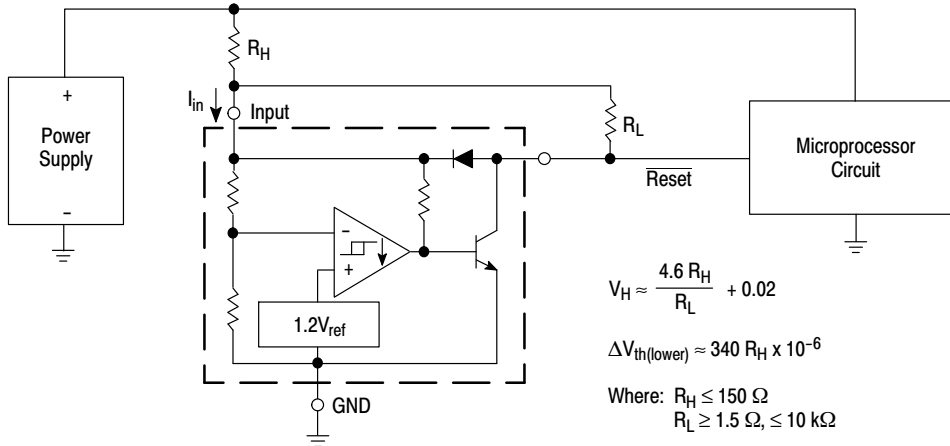 R_H
I_in
Input
R_L
+
Power
Supply
−
Microprocessor
Circuit
Reset
−
+
1.2V_ref
GND
V_H ≈ 4.6 R_H / R_L + 0.02
ΔV_th(lower) ≈ 340 R_H x 10⁻⁶
Where: R_H ≤ 150 Ω
R_L ≥ 1.5 Ω, ≤ 10 kΩ